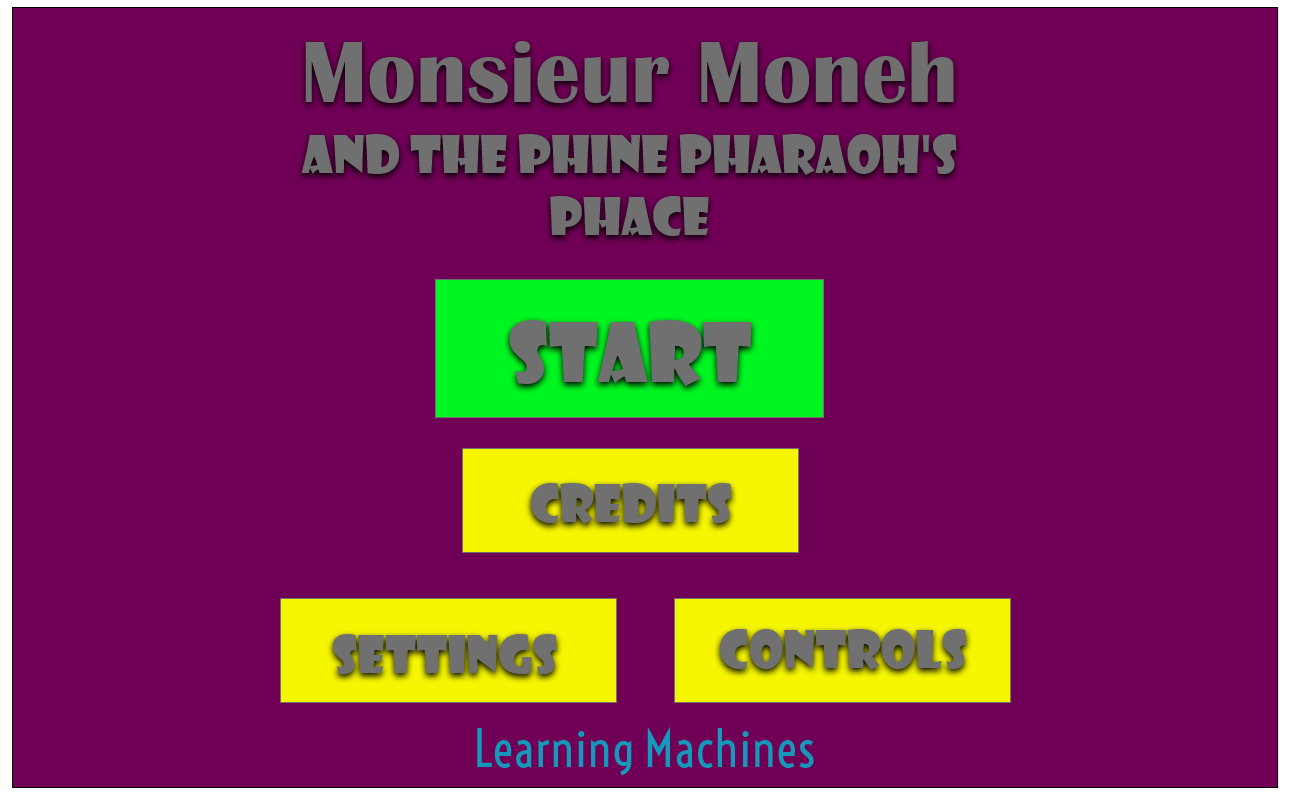 Monsieur Moneh
AND THE PHINE PHARAOH'S
PHACE
START
CREDITS
SETTINGS
CONTROLS
Learning Machines